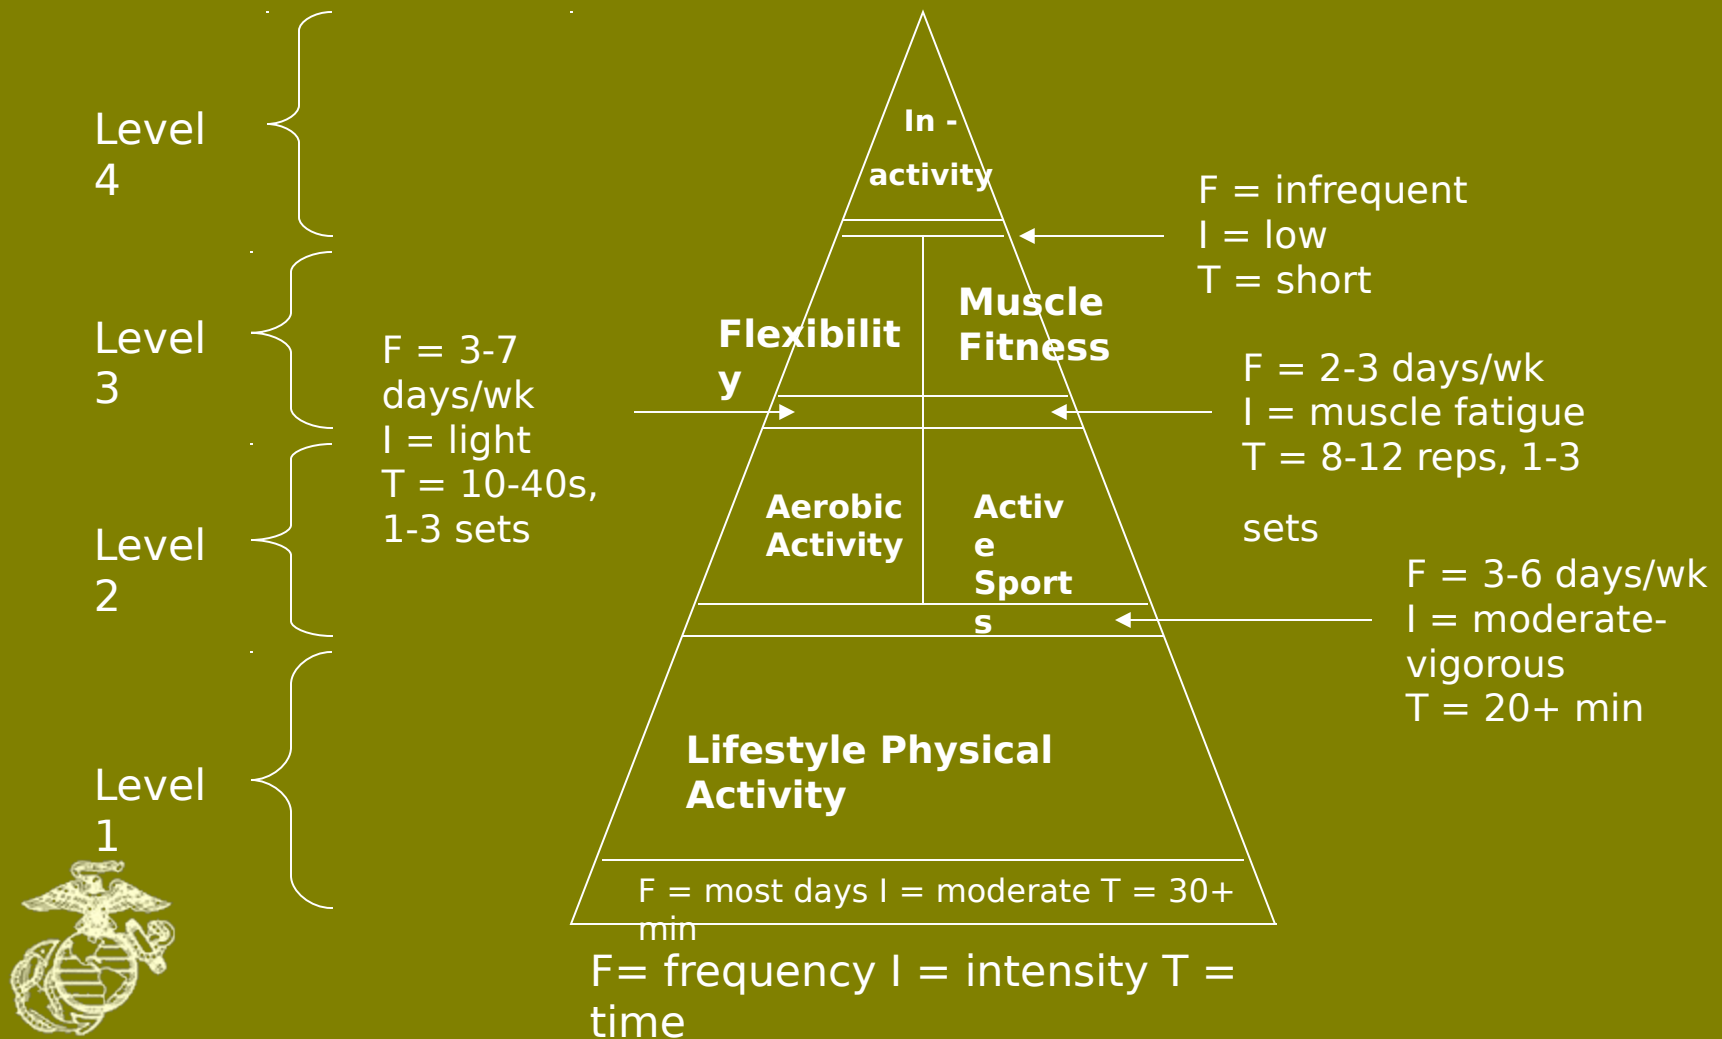 Level
4
In -
activity
F = infrequent
I = low
T = short
Level
3
Flexibilit
y
Muscle
Fitness
F = 3-7
days/wk
I = light
T = 10-40s,
1-3 sets
F = 2-3 days/wk
I = muscle fatigue
T = 8-12 reps, 1-3
sets
Level
2
Aerobic
Activity
Activ
e
Sport
s
F = 3-6 days/wk
I = moderate-
vigorous
T = 20+ min
Level
1
Lifestyle Physical
Activity
F = most days I = moderate T = 30+
min
F= frequency I = intensity T =
time